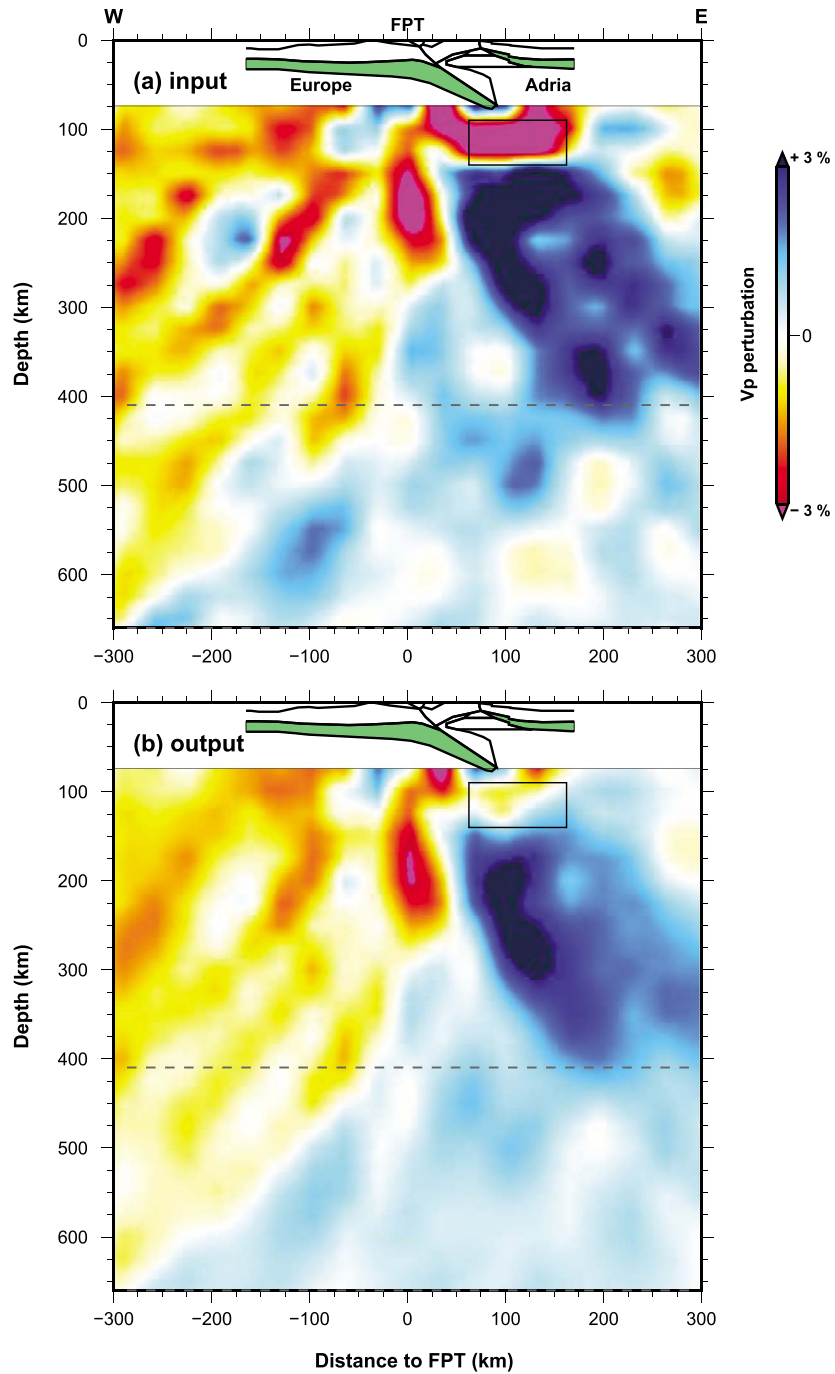 W FPT E
0
(a) input
Europe Adria
100
200
300
400
500
600
Depth (km)
−300 −200 −100 0 100 200 300
+ 3 %
0
− 3 %
Vp perturbation
0
(b) output
100
200
300
400
500
600
Depth (km)
−300 −200 −100 0 100 200 300
Distance to FPT (km)